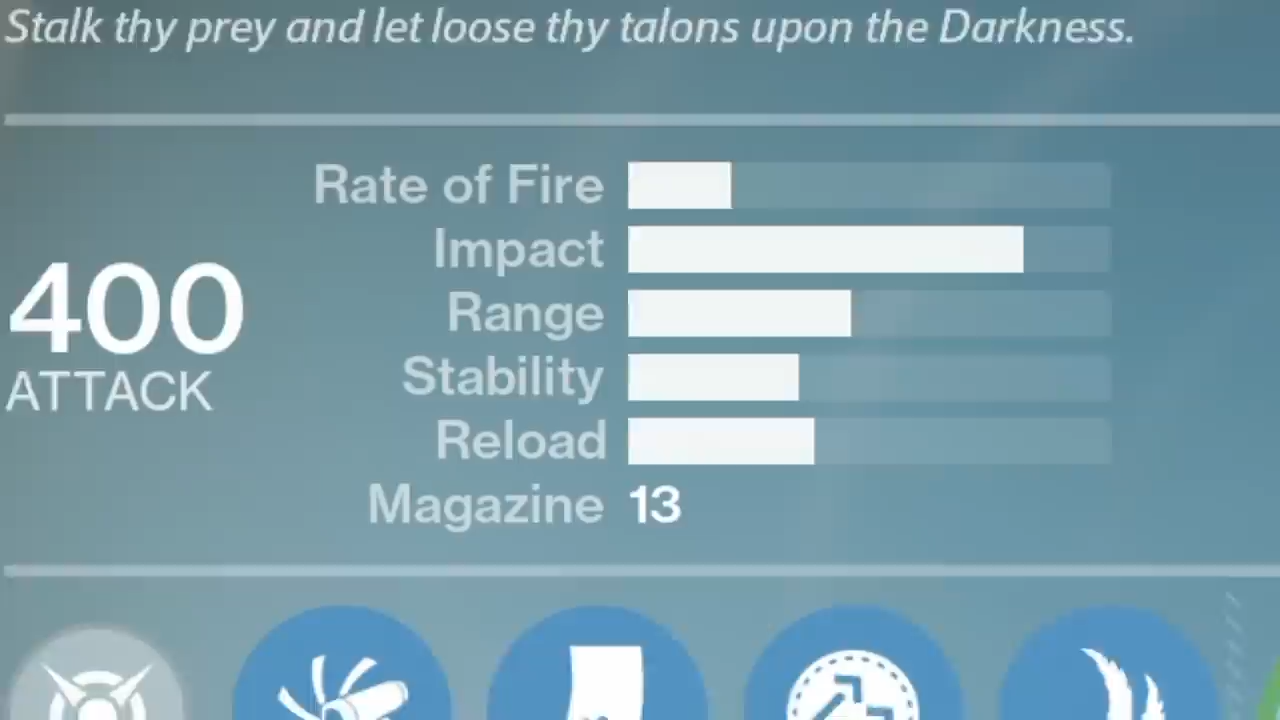 Stalk thy prey and let loose thy talons upon the Darkness.
Rate of Fire
Impact
400
Range
ATTACK
Stability
Reload
Magazine 13